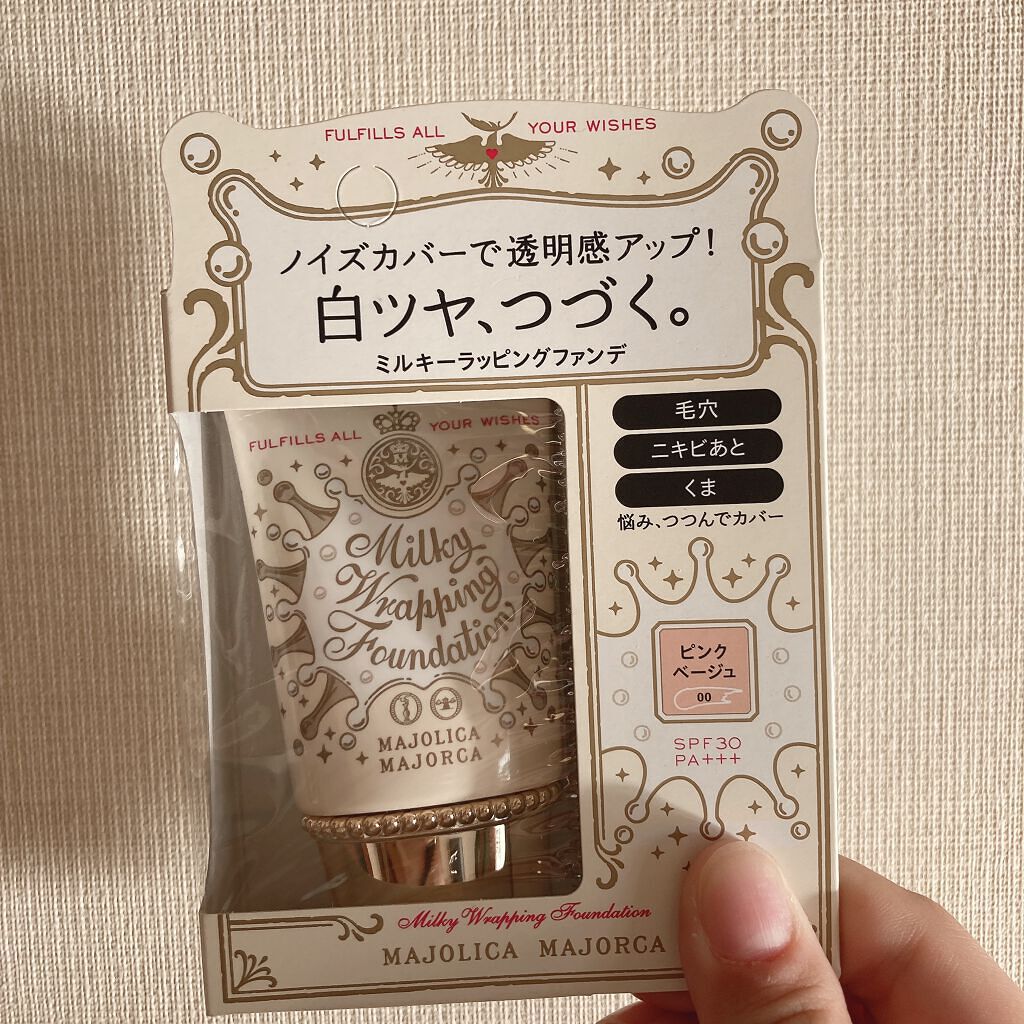 FULFILLS ALL YOUR WISHES
ノイズカバーで透明感アップ!
白ツヤ、つづく。
ミルキーラッピングファンデ
FULFILLS ALL YOUR WISHES
M
Milky
Wrapping
Foundation
MAJOLICA
MAJORCA
毛穴
ニキビあと
くま
悩み、つつんでカバー
ピンク
ベージュ
00
SPF30
PA+++
Milky Wrapping Foundation
MAJOLICA MAJORCA